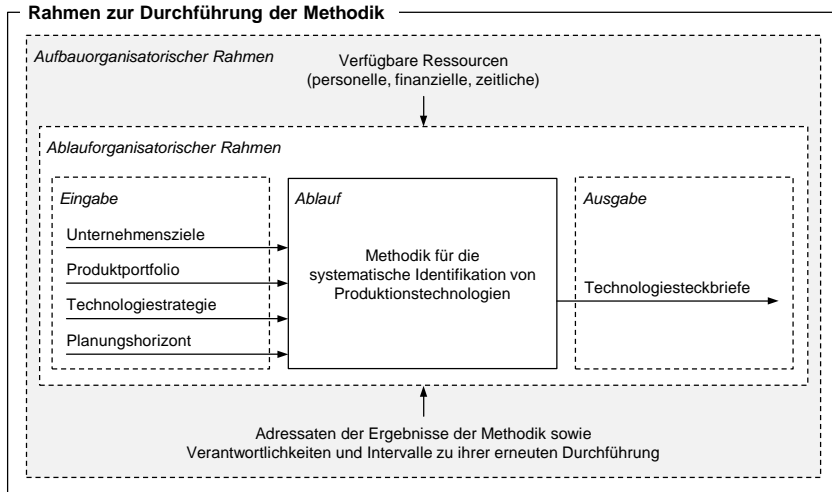 Rahmen zur Durchführung der Methodik
Aufbauorganisatorischer Rahmen
Verfügbare Ressourcen
(personelle, finanzielle, zeitliche)
Ablauforganisatorischer Rahmen
Eingabe
Unternehmensziele
Produktportfolio
Technologiestrategie
Planungshorizont
Ablauf
Methodik für die
systematische Identifikation von
Produktionstechnologien
Ausgabe
Technologiesteckbriefe
Adressaten der Ergebnisse der Methodik sowie
Verantwortlichkeiten und Intervalle zu ihrer erneuten Durchführung